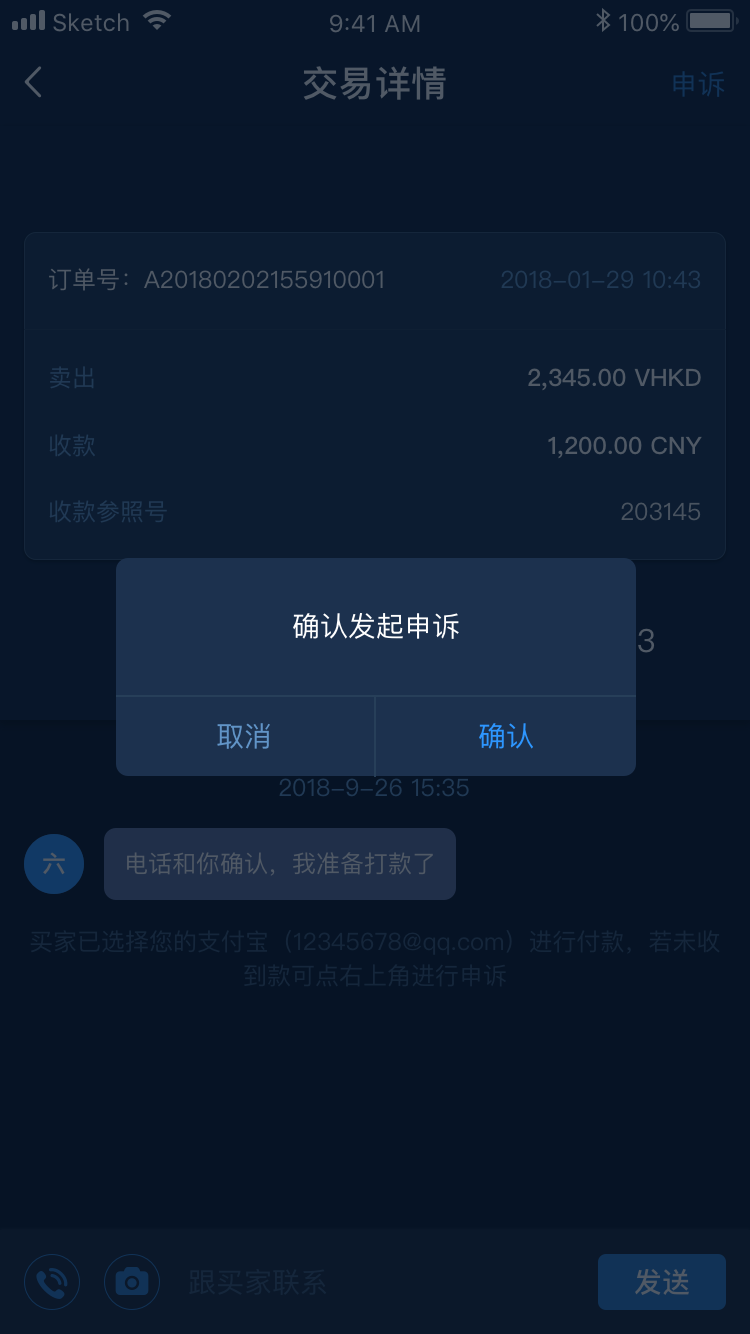 Sketch 9:41 AM 100%
交易详情 申诉
订单号：A20180202155910001 2018-01-29 10:43
卖出 2,345.00 VHKD
收款 1,200.00 CNY
收款参照号 203145
确认发起申诉
3
取消 确认
2018-9-26 15:35
六 电话和你确认，我准备打款了
买家已选择您的支付宝（12345678@qq.com）进行付款，若未收
到款可点右上角进行申诉
跟买家联系 发送